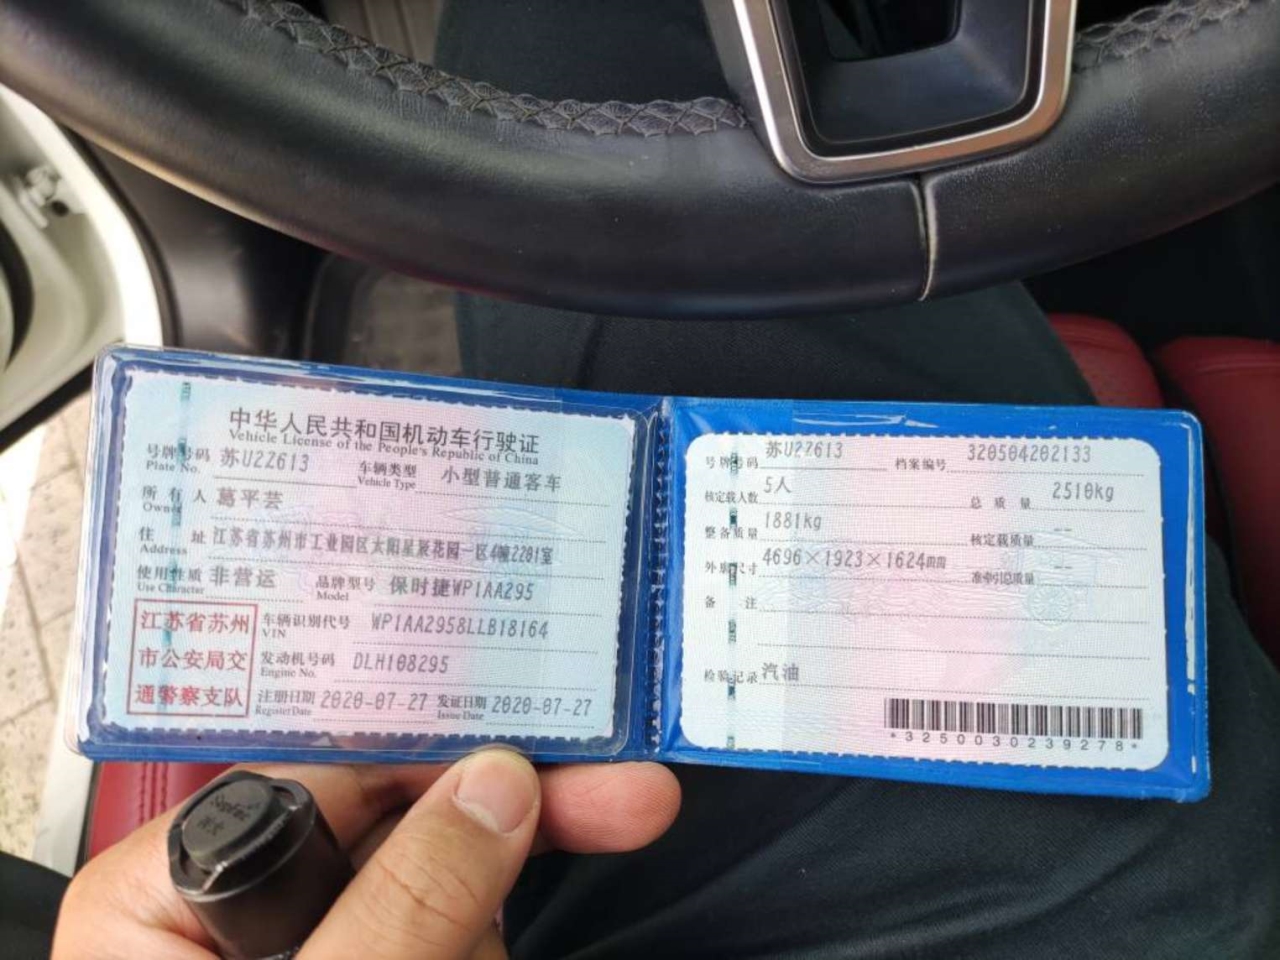 中华人民共和国机动车行驶证
Vehicle License of the People's Republic of China
号牌号码 苏U2Z613 车辆类型 小型普通客车
Plate No. Vehicle Type
所有人 葛平芸
Owner
住址 江苏省苏州市工业园区太阳星辰花园一区4幢2201室
Address
使用性质 非营运 品牌型号 保时捷WP1AA295
Use Character Model
江苏省苏州
市公安局交
通警察支队
车辆识别代号 WP1AA2958LLB18164
VIN
发动机号码 DLH108295
Engine No.
注册日期 2020-07-27 发证日期 2020-07-27
Register Date Issue Date
号牌号码 苏U2Z613 档案编号 320504202133
核定载人数 5人 总质量 2510kg
整备质量 1881kg 核定载质量 --
外廓尺寸 4696×1923×1624mm 准牵引总质量 --
备注
检验记录 汽油
*3250030239278*